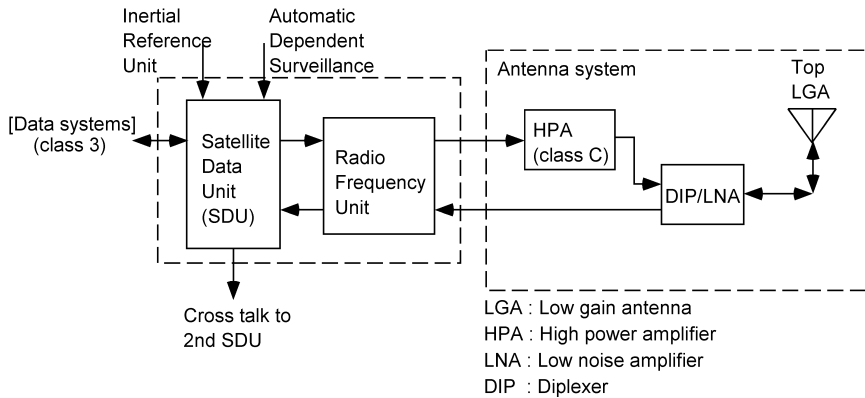 Inertial
Reference
Unit
Automatic
Dependent
Surveillance
[Data systems]
(class 3)
Satellite
Data
Unit
(SDU)
Radio
Frequency
Unit
Cross talk to
2nd SDU
Antenna system
HPA
(class C)
DIP/LNA
Top
LGA
LGA : Low gain antenna
HPA : High power amplifier
LNA : Low noise amplifier
DIP : Diplexer